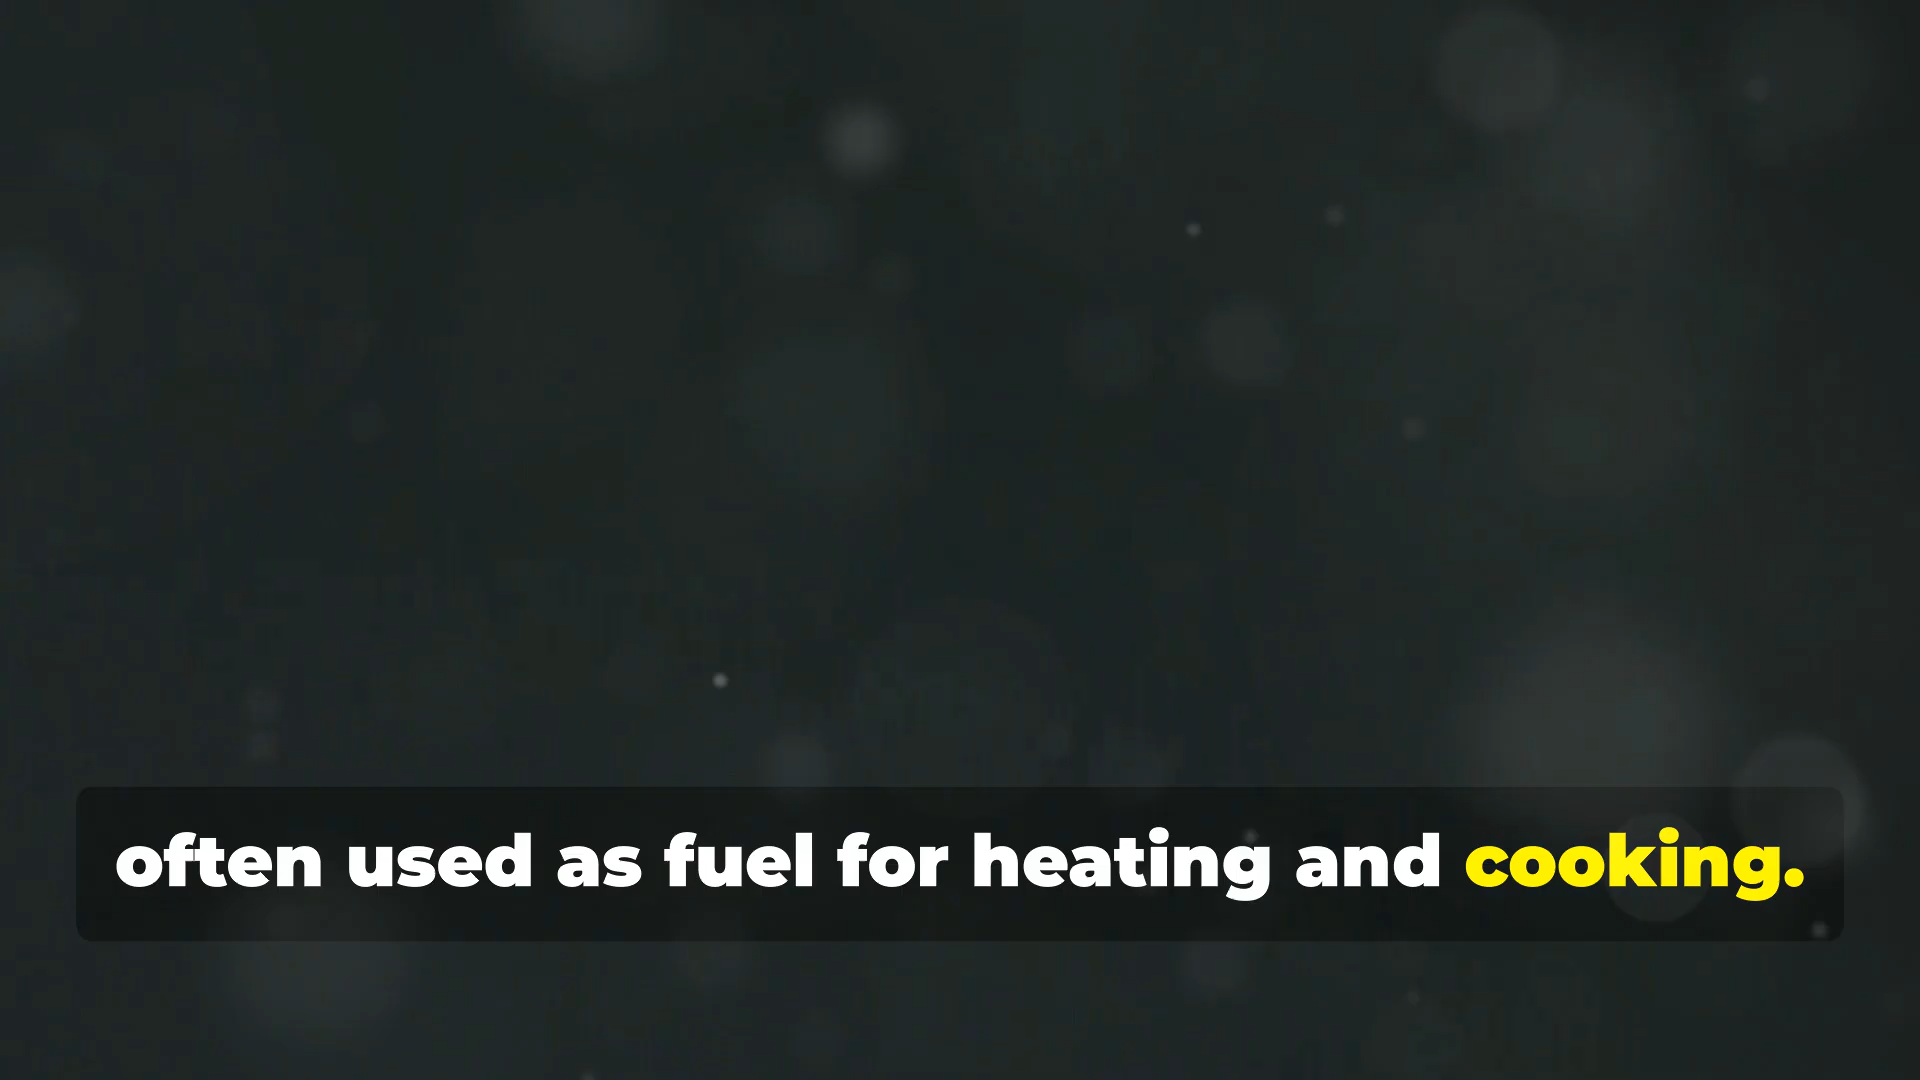 often used as fuel for heating and cooking.